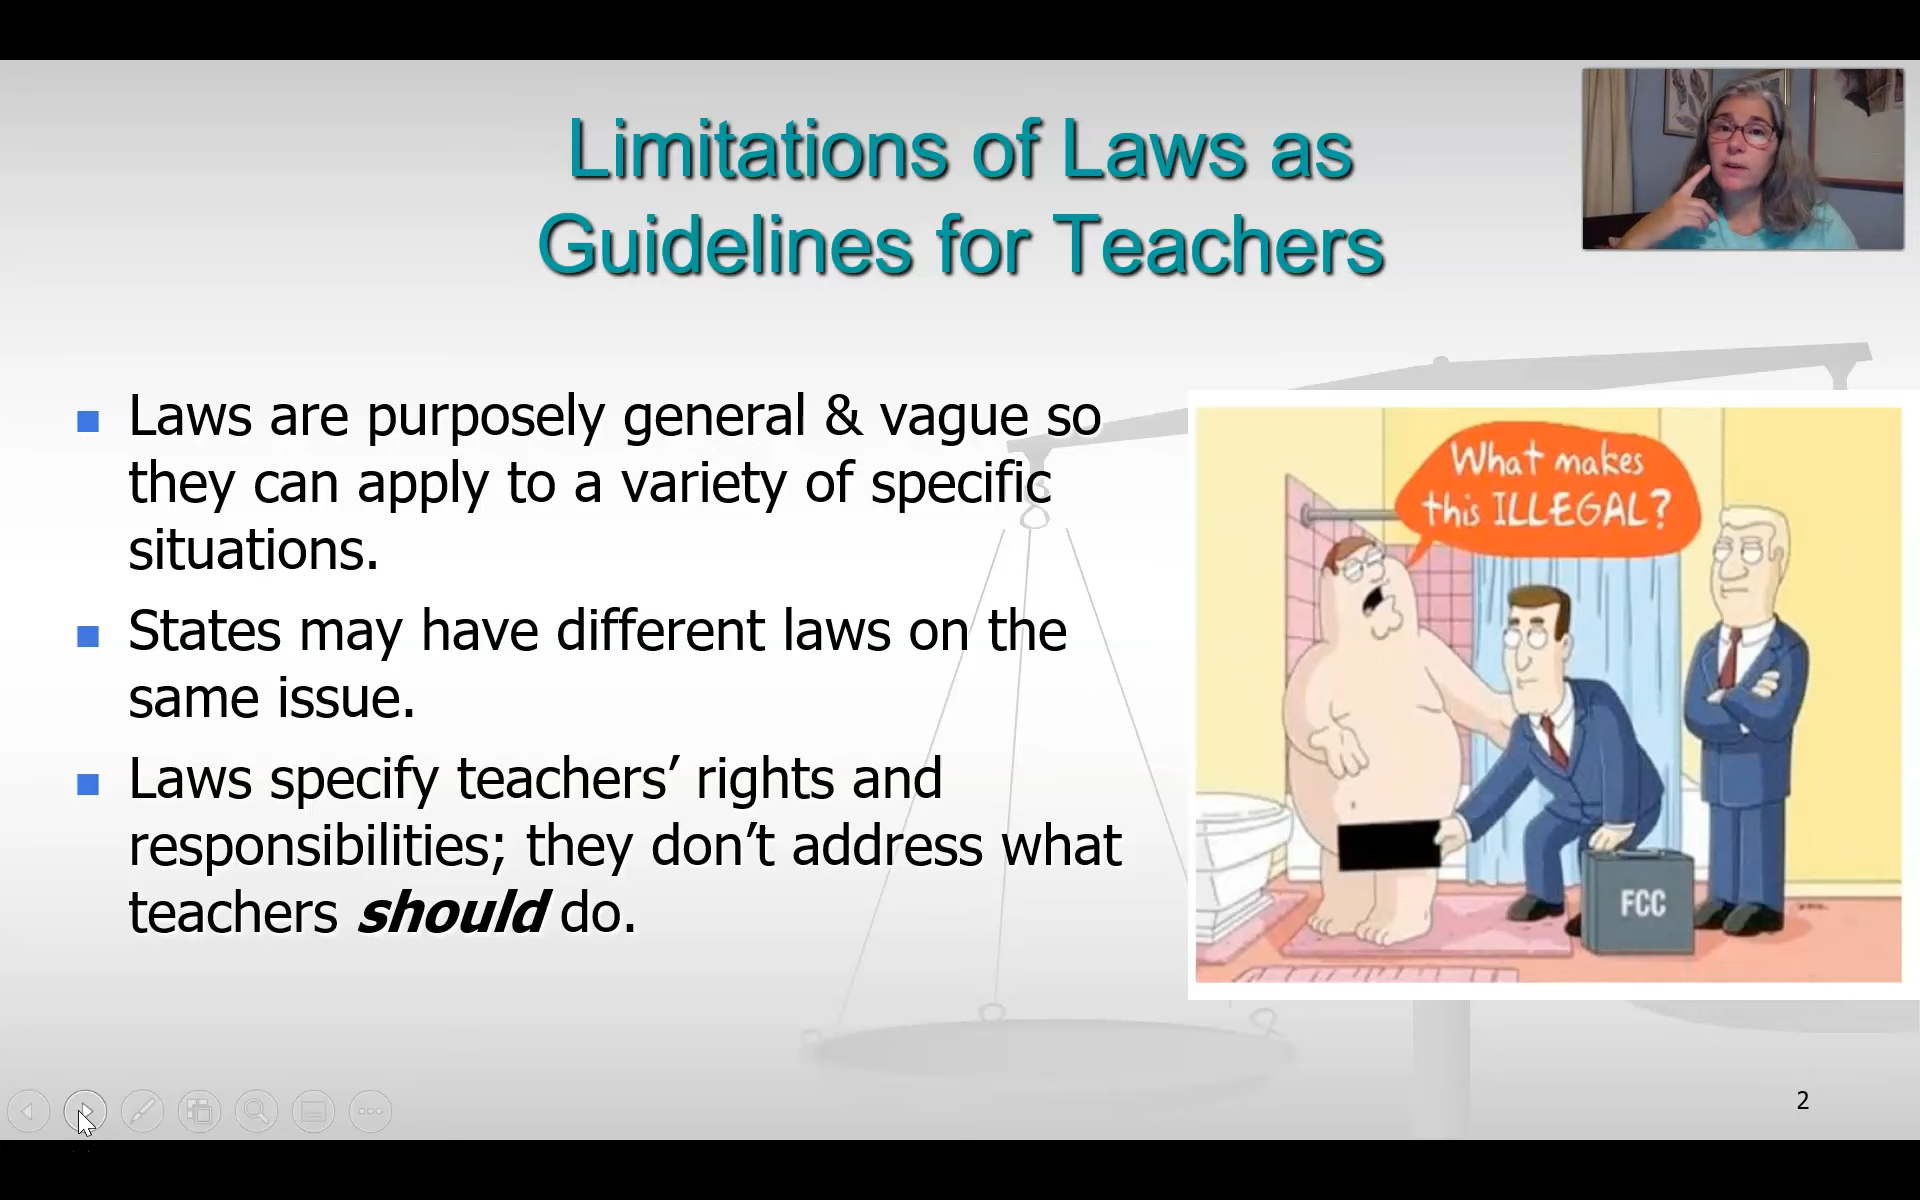 Limitations of Laws as
Guidelines for Teachers
Laws are purposely general & vague so
they can apply to a variety of specific
situations.
States may have different laws on the
same issue.
Laws specify teachers’ rights and
responsibilities; they don’t address what
teachers should do.
What makes
this ILLEGAL?
FCC
2